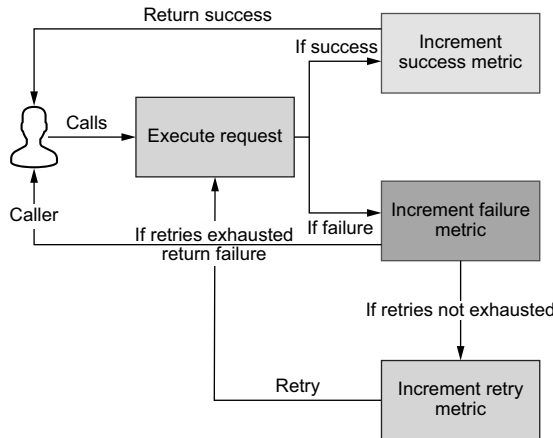 Return success
If success
Increment
success metric
Calls
Execute request
Caller
If retries exhausted
return failure
If failure
Increment failure
metric
If retries not exhausted
Retry
Increment retry
metric